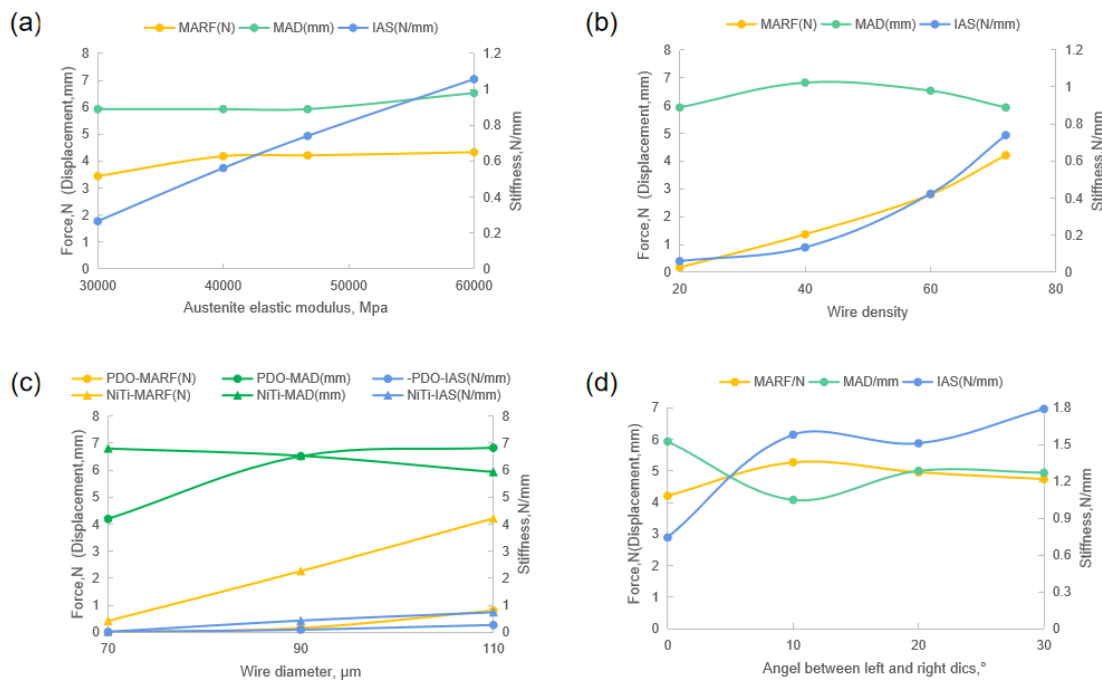 (a)
MARF(N) MAD(mm) IAS(N/mm)
Force,N (Displacement,mm)
8
7
6
5
4
3
2
1
0
1.2
1
0.8
0.6
0.4
0.2
0
Stiffness,N/mm
30000 40000 50000 60000
Austenite elastic modulus, Mpa
(b)
MARF(N) MAD(mm) IAS(N/mm)
Force,N (Displacement,mm)
8
7
6
5
4
3
2
1
0
1.2
1
0.8
0.6
0.4
0.2
0
Stiffness,N/mm
20 40 60 80
Wire density
(c)
PDO-MARF(N) PDO-MAD(mm) -PDO-IAS(N/mm)
NiTi-MARF(N) NiTi-MAD(mm) NiTi-IAS(N/mm)
Force,N (Displacement,mm)
8
7
6
5
4
3
2
1
0
8
7
6
5
4
3
2
1
0
Stiffness,N/mm
70 90 110
Wire diameter, μm
(d)
MARF/N MAD/mm IAS(N/mm)
Force,N(Displacement,mm)
7
6
5
4
3
2
1
0
1.8
1.5
1.2
0.9
0.6
0.3
0
Stiffness,N/mm
0 10 20 30
Angel between left and right dics,°